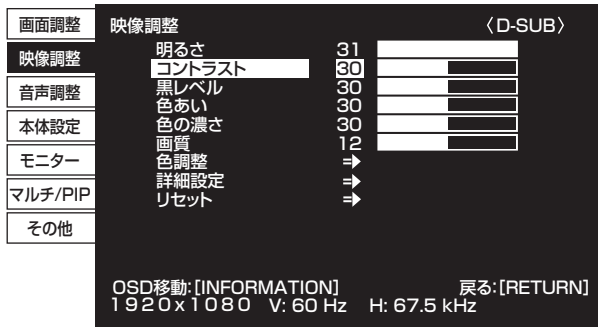 画面調整
映像調整
音声調整
本体設定
モニター
マルチ/PIP
その他
映像調整 〈D-SUB〉
明るさ 31
コントラスト 30
黒レベル 30
色あい 30
色の濃さ 30
画質 12
色調整 ⇒
詳細設定 ⇒
リセット ⇒
OSD移動:[INFORMATION] 戻る:[RETURN]
1920x1080 V: 60 Hz H: 67.5 kHz